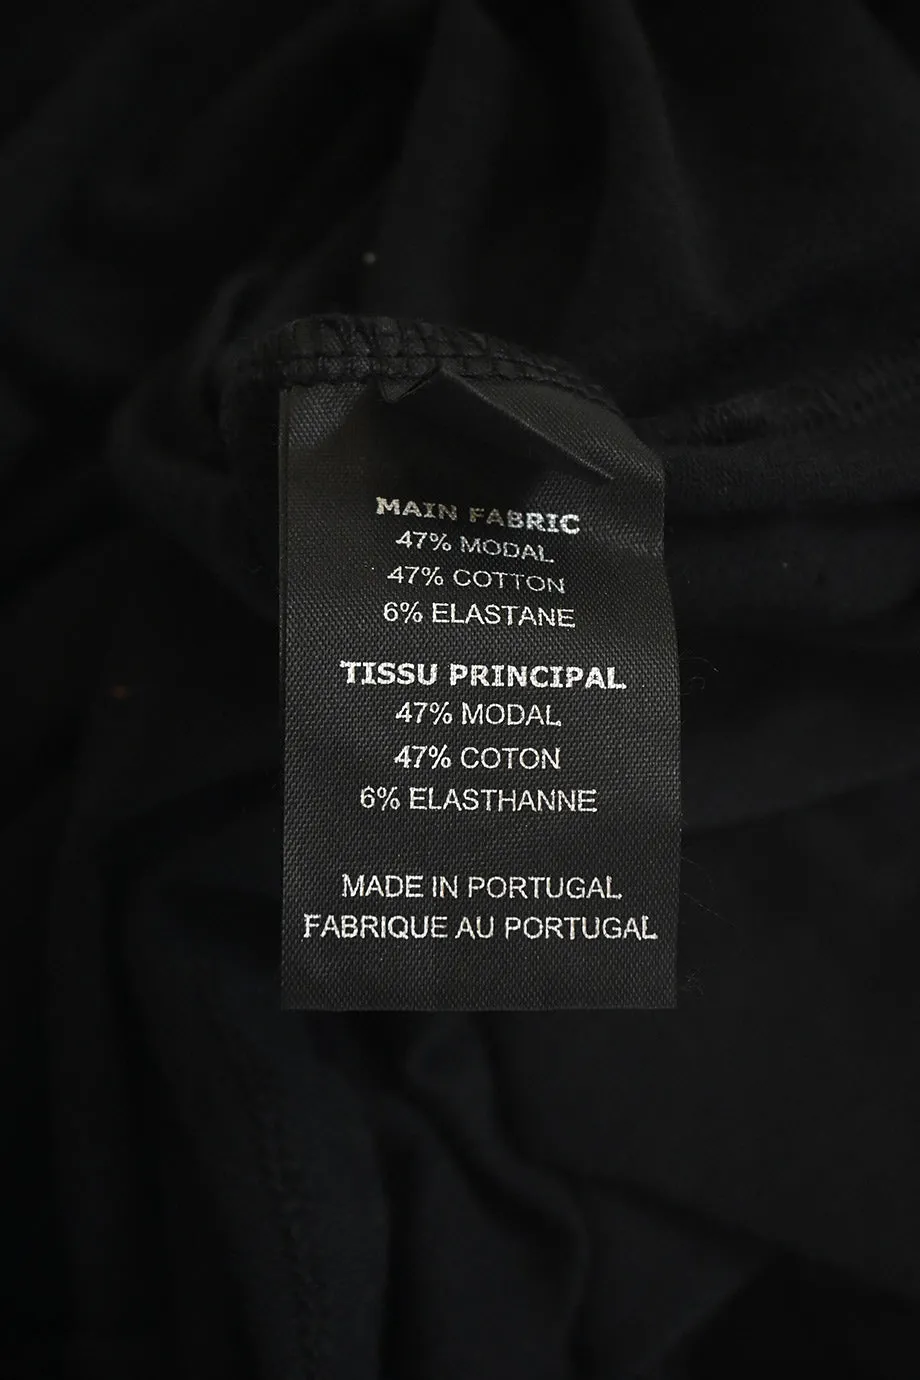 MAIN FABRIC
47% MODAL
47% COTTON
6% ELASTANE
TISSU PRINCIPAL
47% MODAL
47% COTON
6% ELASTHANNE
MADE IN PORTUGAL
FABRIQUE AU PORTUGAL